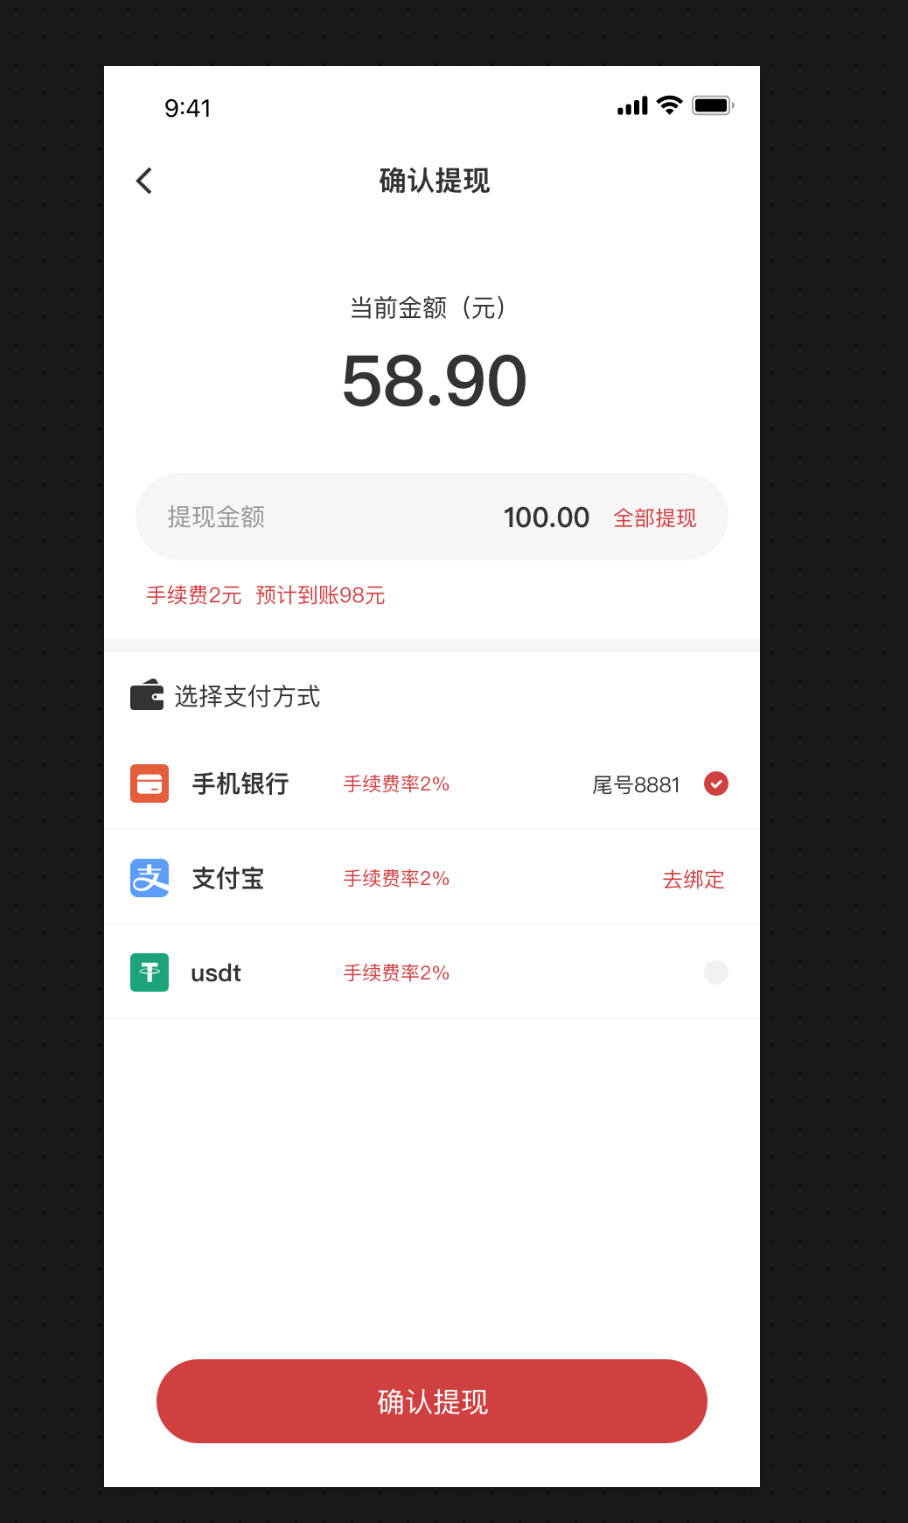 9:41
确认提现
当前金额（元）
58.90
提现金额 100.00 全部提现
手续费2元 预计到账98元
选择支付方式
手机银行 手续费率2% 尾号8881
支付宝 手续费率2% 去绑定
usdt 手续费率2%
确认提现